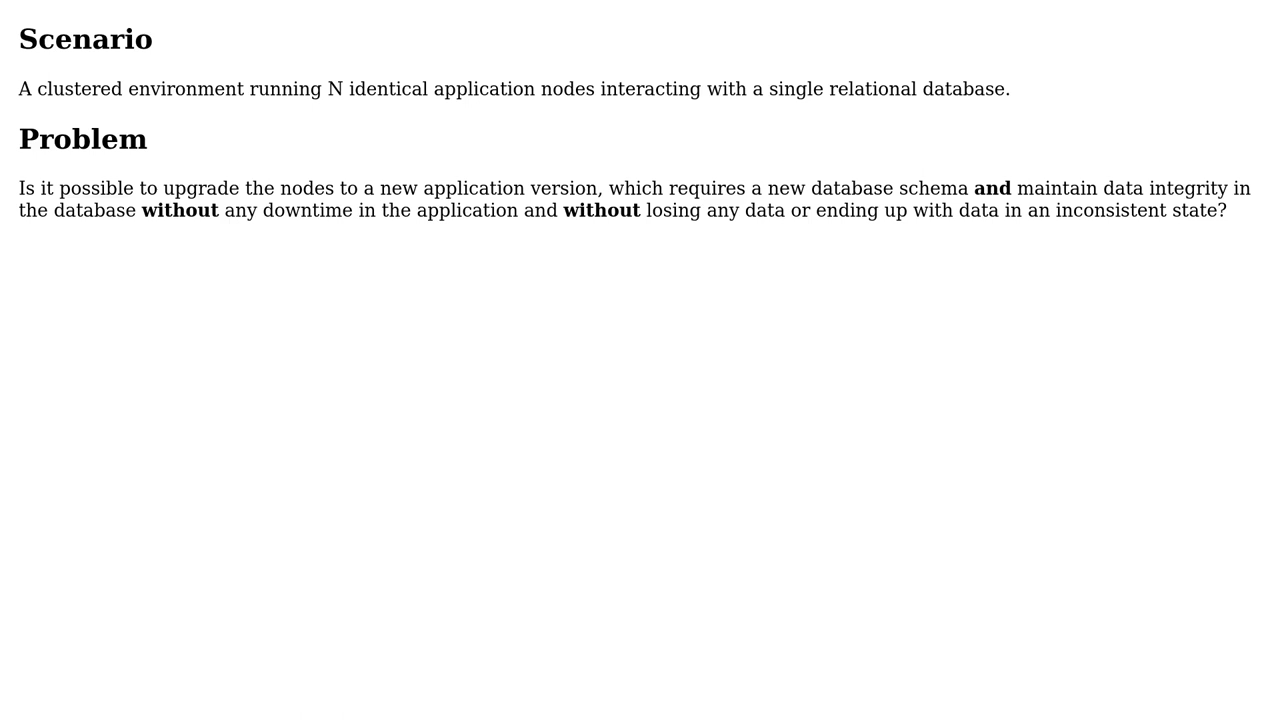 Scenario
A clustered environment running N identical application nodes interacting with a single relational database.
Problem
Is it possible to upgrade the nodes to a new application version, which requires a new database schema and maintain data integrity in
the database without any downtime in the application and without losing any data or ending up with data in an inconsistent state?